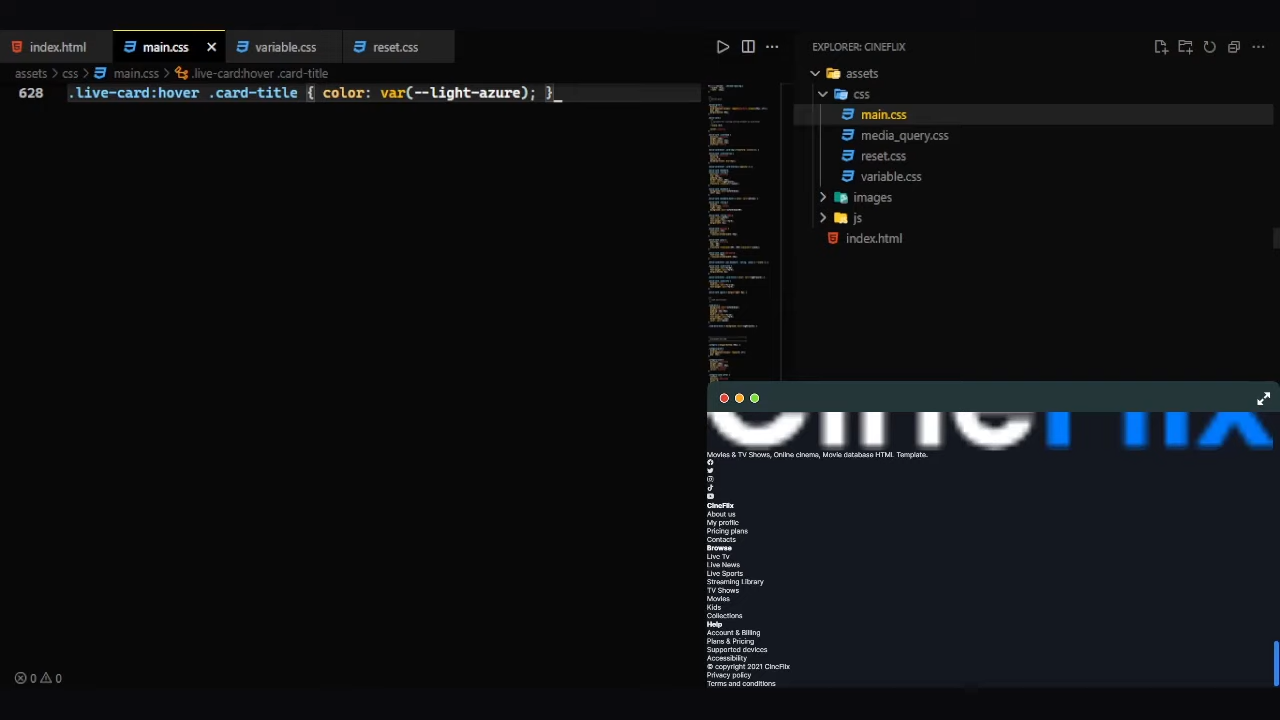 index.html
main.css
variable.css
reset.css
assets > css > main.css > .live-card:hover .card-title
628 .live-card:hover .card-title { color: var(--light-azure); }
0 0
EXPLORER: CINEFLIX
assets
css
main.css
media_query.css
reset.css
variable.css
images
js
index.html
CineFlix
Movies & TV Shows, Online cinema, Movie database HTML Template.
CineFlix
About us
My profile
Pricing plans
Contacts
Browse
Live Tv
Live News
Live Sports
Streaming Library
TV Shows
Movies
Kids
Collections
Help
Account & Billing
Plans & Pricing
Supported devices
Accessibility
© copyright 2021 CineFlix
Privacy policy
Terms and conditions